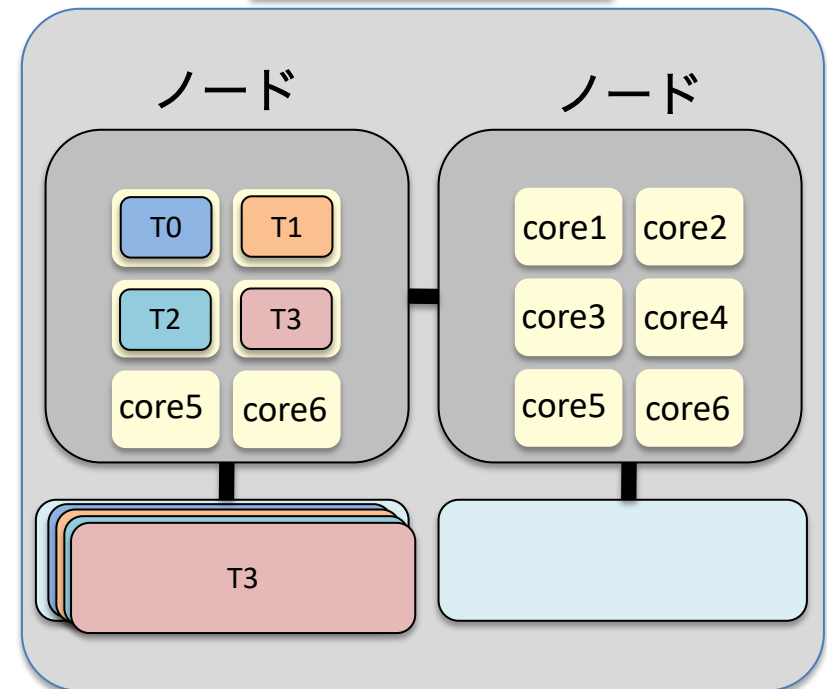 ノード
ノード
T0
T1
core1
core2
T2
T3
core3
core4
core5
core6
core5
core6
T3